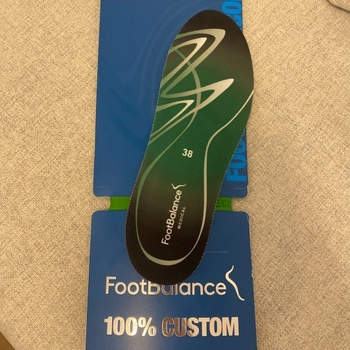 38
FootBalance
MEDICAL
FootBalance
100% CUSTOM